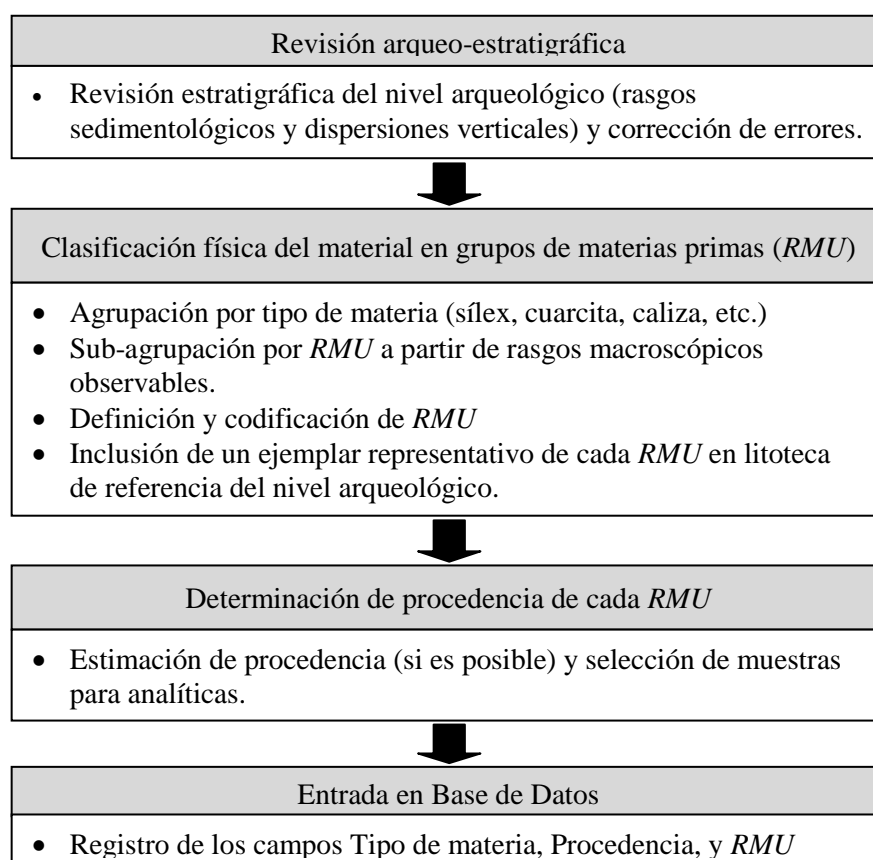 Revisión arqueo-estratigráfica
• Revisión estratigráfica del nivel arqueológico (rasgos
sedimentológicos y dispersiones verticales) y corrección de errores.
Clasificación física del material en grupos de materias primas (RMU)
• Agrupación por tipo de materia (sílex, cuarcita, caliza, etc.)
• Sub-agrupación por RMU a partir de rasgos macroscópicos
observables.
• Definición y codificación de RMU
• Inclusión de un ejemplar representativo de cada RMU en litoteca
de referencia del nivel arqueológico.
Determinación de procedencia de cada RMU
• Estimación de procedencia (si es posible) y selección de muestras
para analíticas.
Entrada en Base de Datos
• Registro de los campos Tipo de materia, Procedencia, y RMU